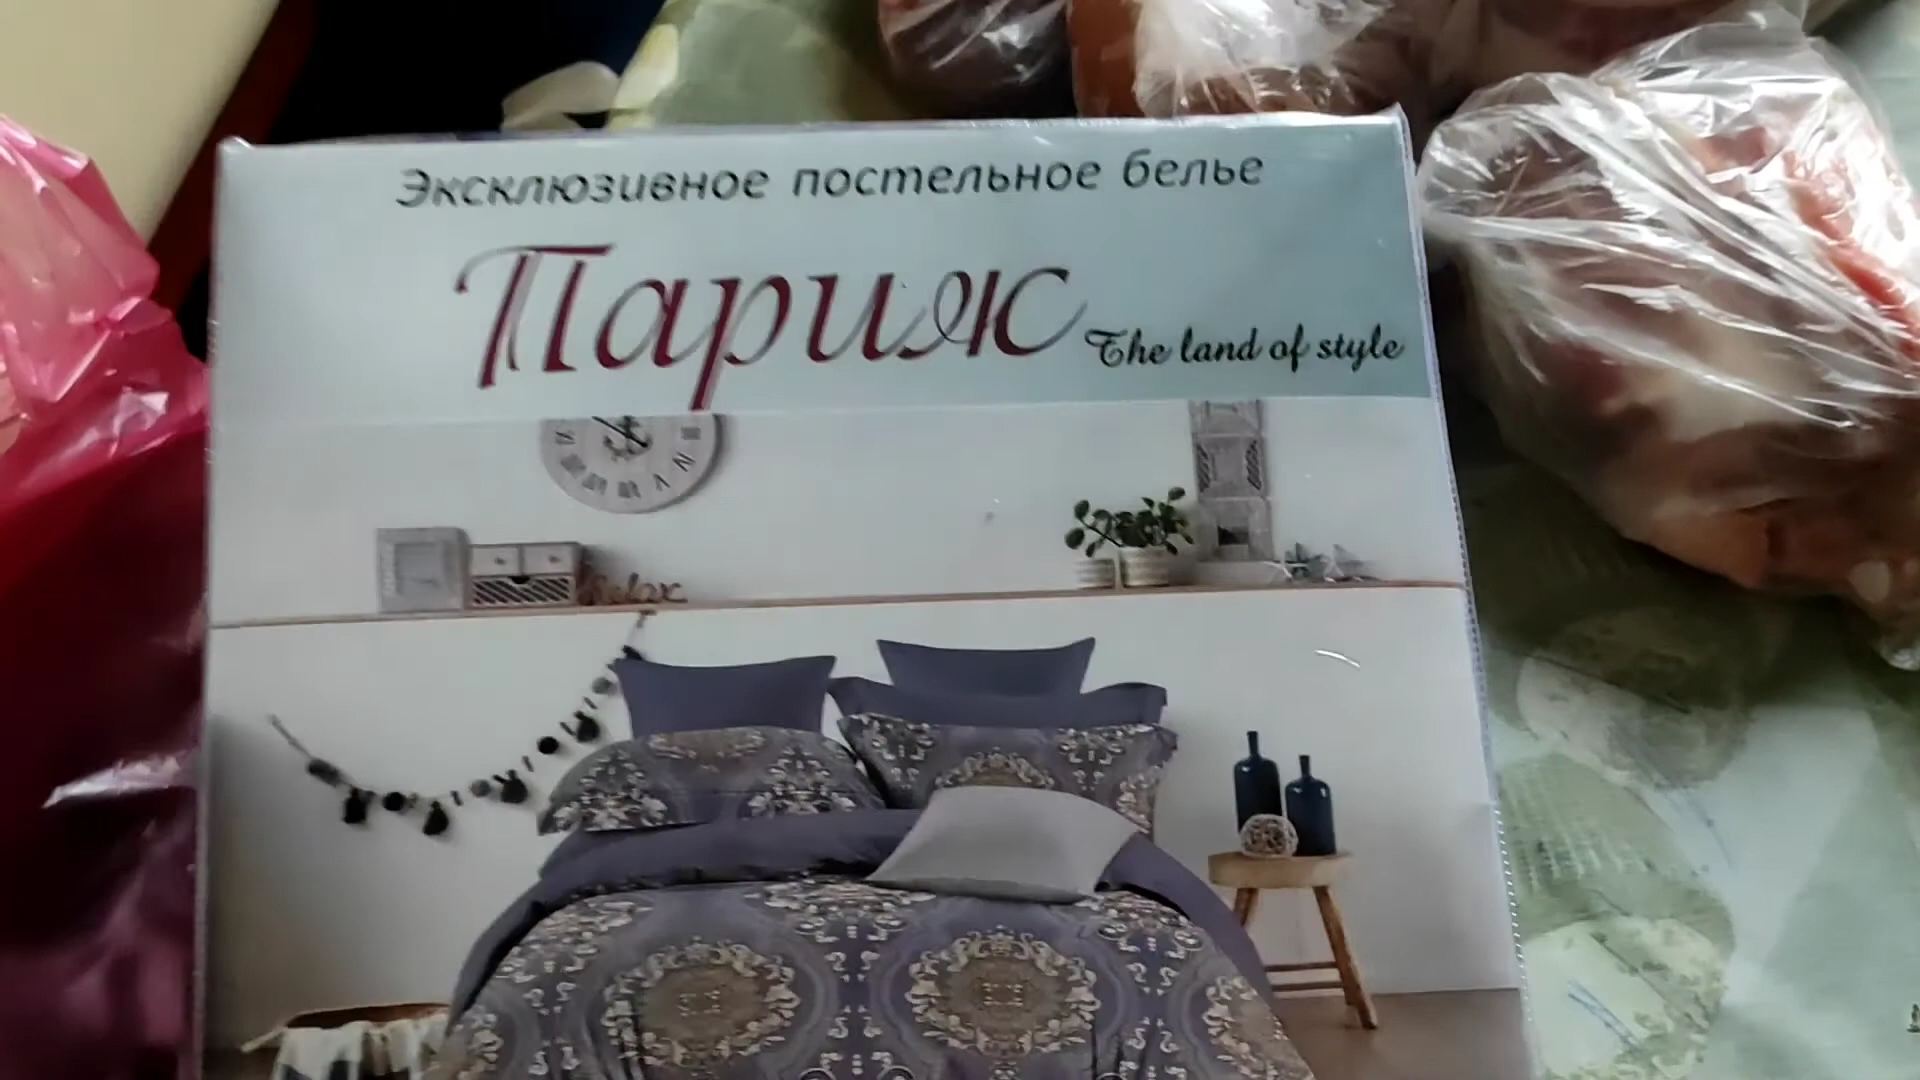 Эксклюзивное постельное белье
Париж
The land of style
Relax